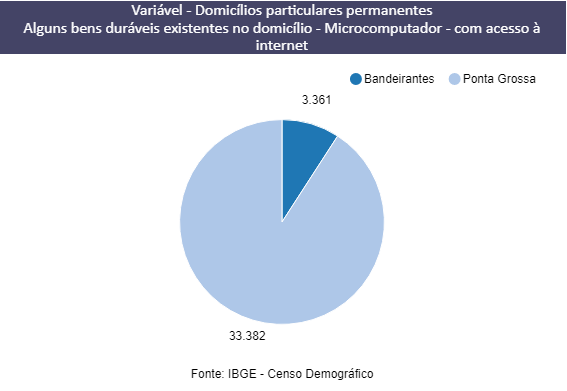 Variável - Domicílios particulares permanentes
Alguns bens duráveis existentes no domicílio - Microcomputador - com acesso à
internet
Bandeirantes
Ponta Grossa
3.361
33.382
Fonte: IBGE - Censo Demográfico